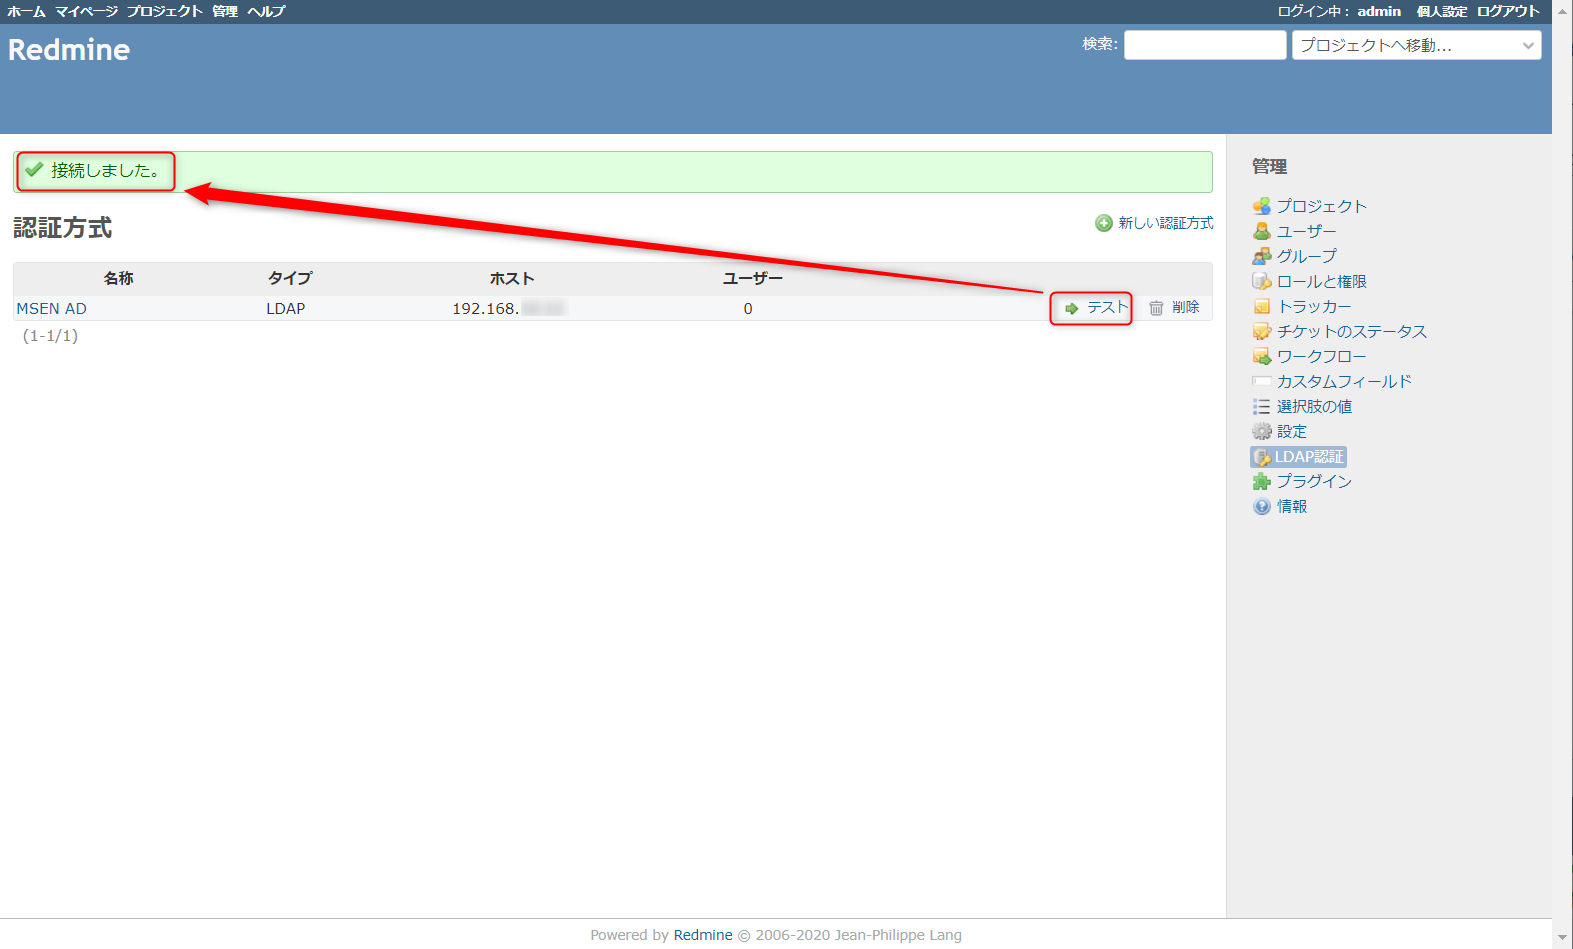 ホーム マイページ プロジェクト 管理 ヘルプ
ログイン中： admin 個人設定 ログアウト
Redmine
検索:
プロジェクトへ移動...
接続しました。
認証方式
新しい認証方式
名称 タイプ ホスト ユーザー
MSEN AD LDAP 192.168. 0 テスト 削除
(1-1/1)
管理
プロジェクト
ユーザー
グループ
ロールと権限
トラッカー
チケットのステータス
ワークフロー
カスタムフィールド
選択肢の値
設定
LDAP認証
プラグイン
情報
Powered by Redmine © 2006-2020 Jean-Philippe Lang